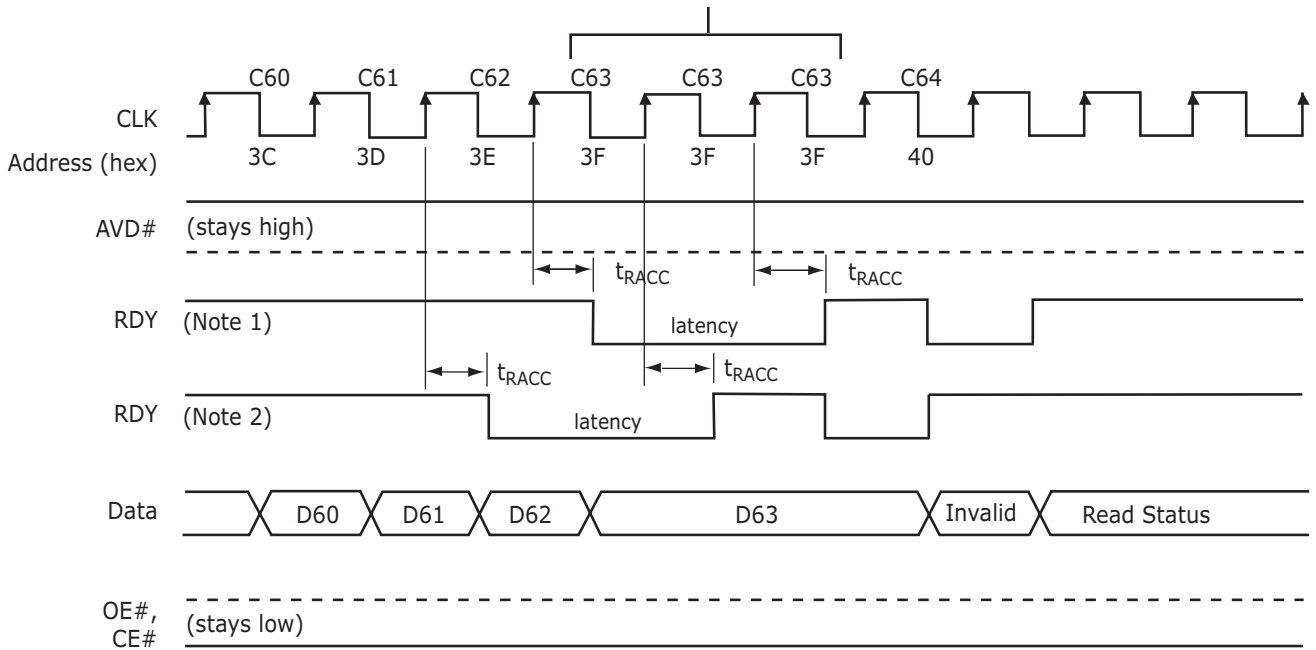 C60 C61 C62 C63 C63 C63 C64
CLK
Address (hex) 3C 3D 3E 3F 3F 3F 40
AVD# (stays high)
tRACC tRACC
RDY (Note 1) latency
tRACC tRACC
RDY (Note 2) latency
Data D60 D61 D62 D63 Invalid Read Status
OE#,
CE# (stays low)